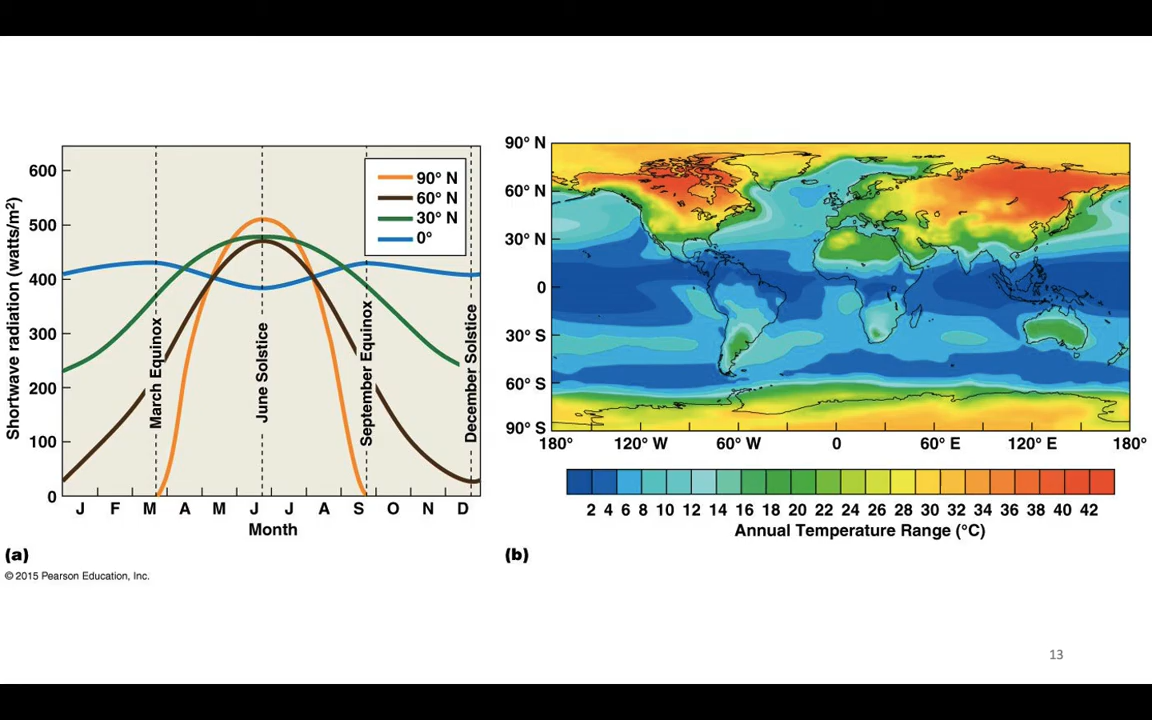 Shortwave radiation (watts/m²)
600
500
400
300
200
100
0
90° N
60° N
30° N
0°
March Equinox
June Solstice
September Equinox
December Solstice
J F M A M J J A S O N D
Month
(a)
© 2015 Pearson Education, Inc.
90° N
60° N
30° N
0
30° S
60° S
90° S
180° 120° W 60° W 0 60° E 120° E 180°
2 4 6 8 10 12 14 16 18 20 22 24 26 28 30 32 34 36 38 40 42
Annual Temperature Range (°C)
(b)
13